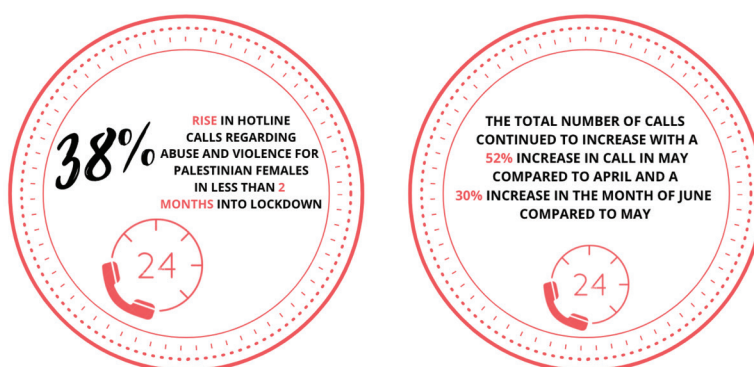 38%
RISE IN HOTLINE
CALLS REGARDING
ABUSE AND VIOLENCE FOR
PALESTINIAN FEMALES
IN LESS THAN 2
MONTHS INTO LOCKDOWN
24
THE TOTAL NUMBER OF CALLS
CONTINUED TO INCREASE WITH A
52% INCREASE IN CALL IN MAY
COMPARED TO APRIL AND A
30% INCREASE IN THE MONTH OF JUNE
COMPARED TO MAY
24